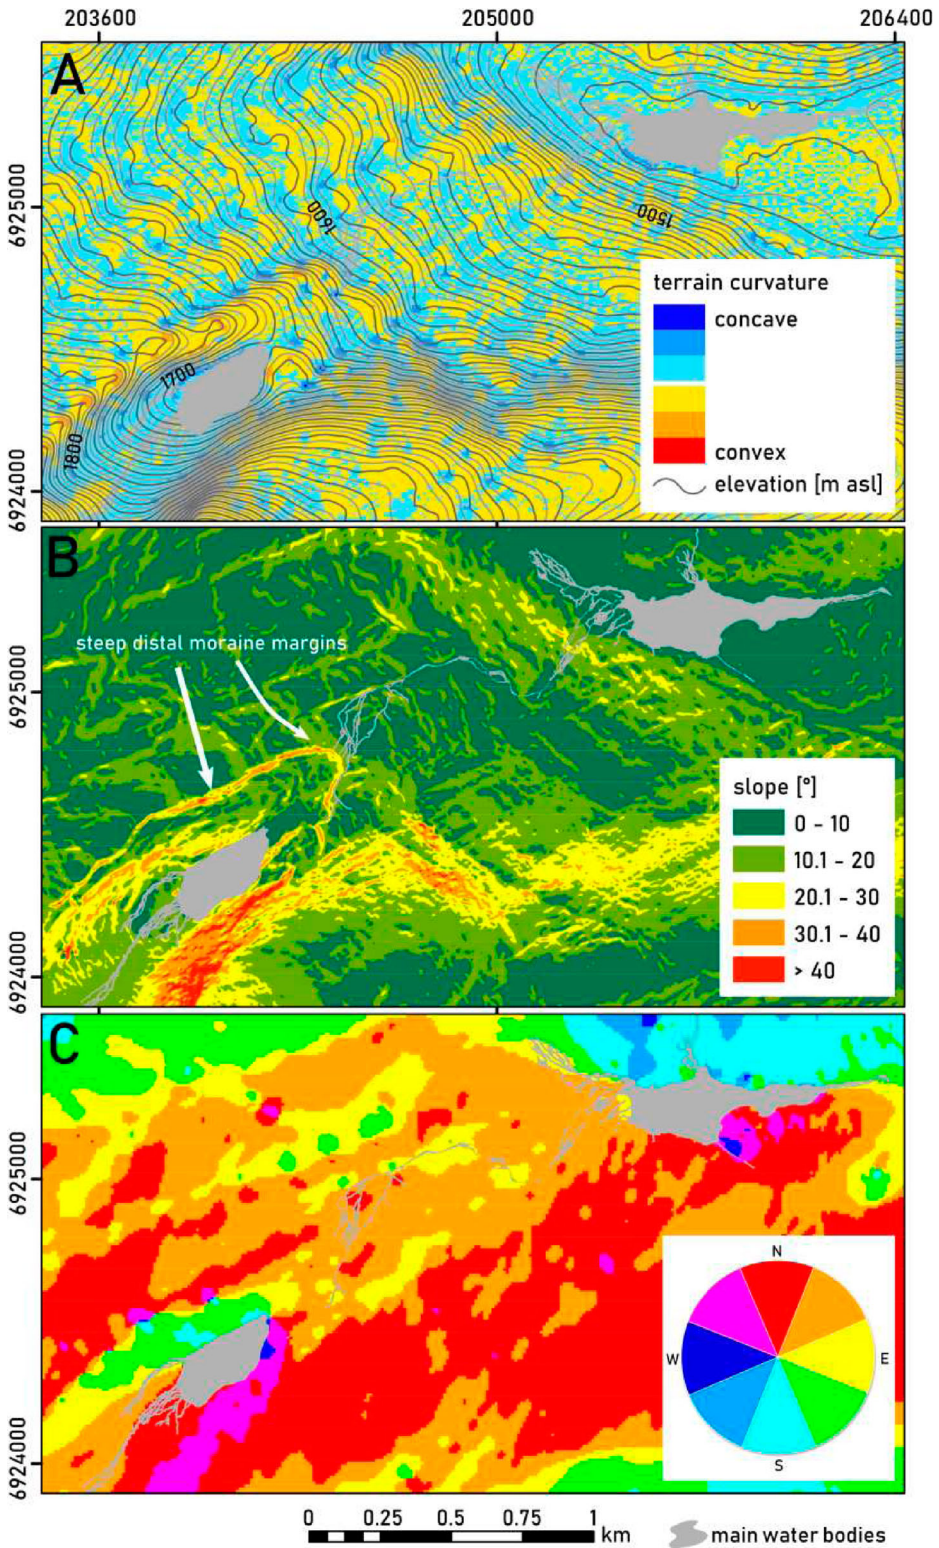 203600 205000 206400
A
6925000
1600
1500
terrain curvature
concave
1700
convex
1800
elevation [m asl]
6924000
B
steep distal moraine margins
6925000
slope [°]
0 – 10
10.1 – 20
20.1 – 30
30.1 – 40
> 40
6924000
C
6925000
N
W E
S
6924000
0 0.25 0.5 0.75 1
km
main water bodies